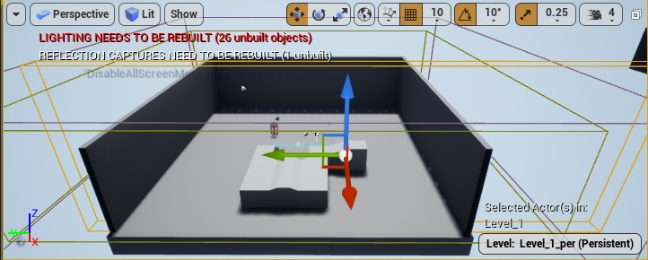 Perspective Lit Show 10 10° 0.25 4
LIGHTING NEEDS TO BE REBUILT (26 unbuilt objects)
REFLECTION CAPTURES NEED TO BE REBUILT (1 unbuilt)
Selected Actor(s) in:
Level_1
Level: Level_1_per (Persistent)
Z
Y
X